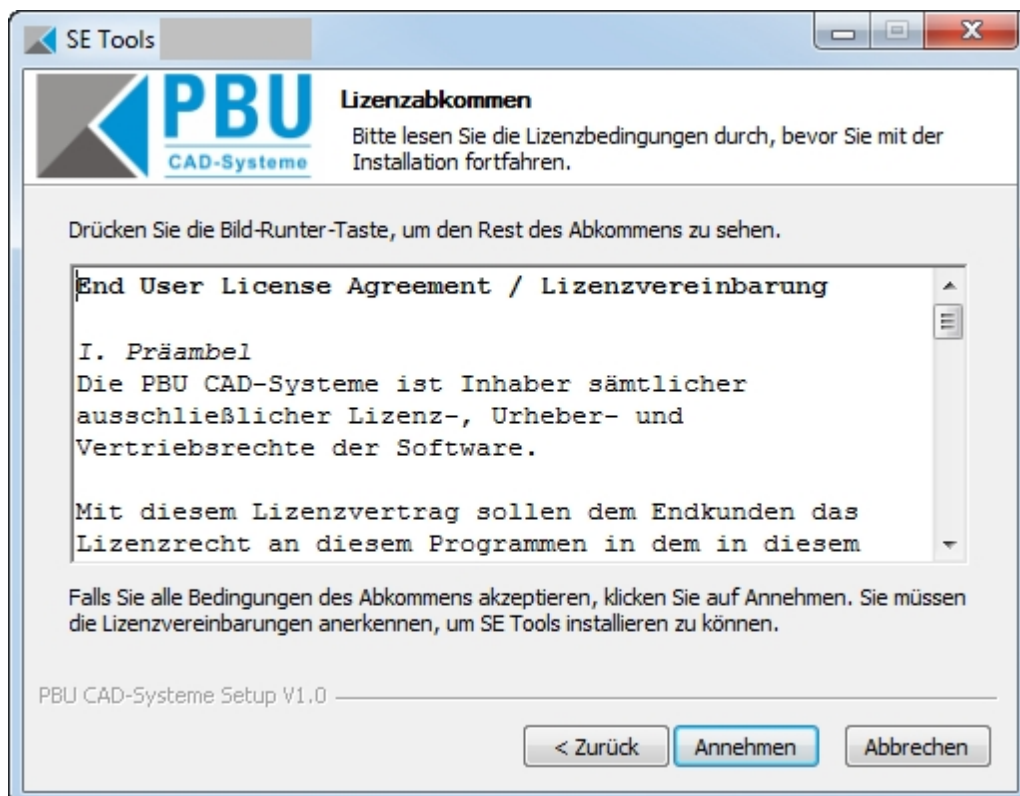 SE Tools
PBU
CAD-Systeme
Lizenzabkommen
Bitte lesen Sie die Lizenzbedingungen durch, bevor Sie mit der
Installation fortfahren.
Drücken Sie die Bild-Runter-Taste, um den Rest des Abkommens zu sehen.
End User License Agreement / Lizenzvereinbarung
I. Präambel
Die PBU CAD-Systeme ist Inhaber sämtlicher
ausschließlicher Lizenz-, Urheber- und
Vertriebsrechte der Software.
Mit diesem Lizenzvertrag sollen dem Endkunden das
Lizenzrecht an diesem Programmen in dem in diesem
Falls Sie alle Bedingungen des Abkommens akzeptieren, klicken Sie auf Annehmen. Sie müssen
die Lizenzvereinbarungen anerkennen, um SE Tools installieren zu können.
PBU CAD-Systeme Setup V1.0
< Zurück
Annehmen
Abbrechen